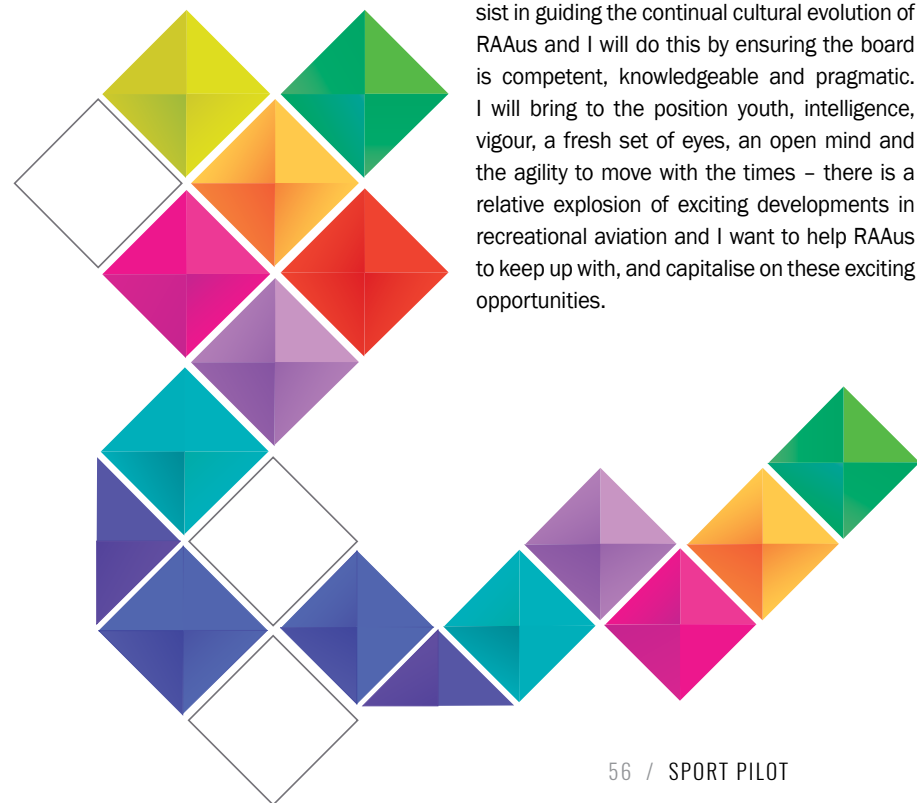 sist in guiding the continual cultural evolution of
RAAus and I will do this by ensuring the board
is competent, knowledgeable and pragmatic.
I will bring to the position youth, intelligence,
vigour, a fresh set of eyes, an open mind and
the agility to move with the times – there is a
relative explosion of exciting developments in
recreational aviation and I want to help RAAus
to keep up with, and capitalise on these exciting
opportunities.
56 / SPORT PILOT